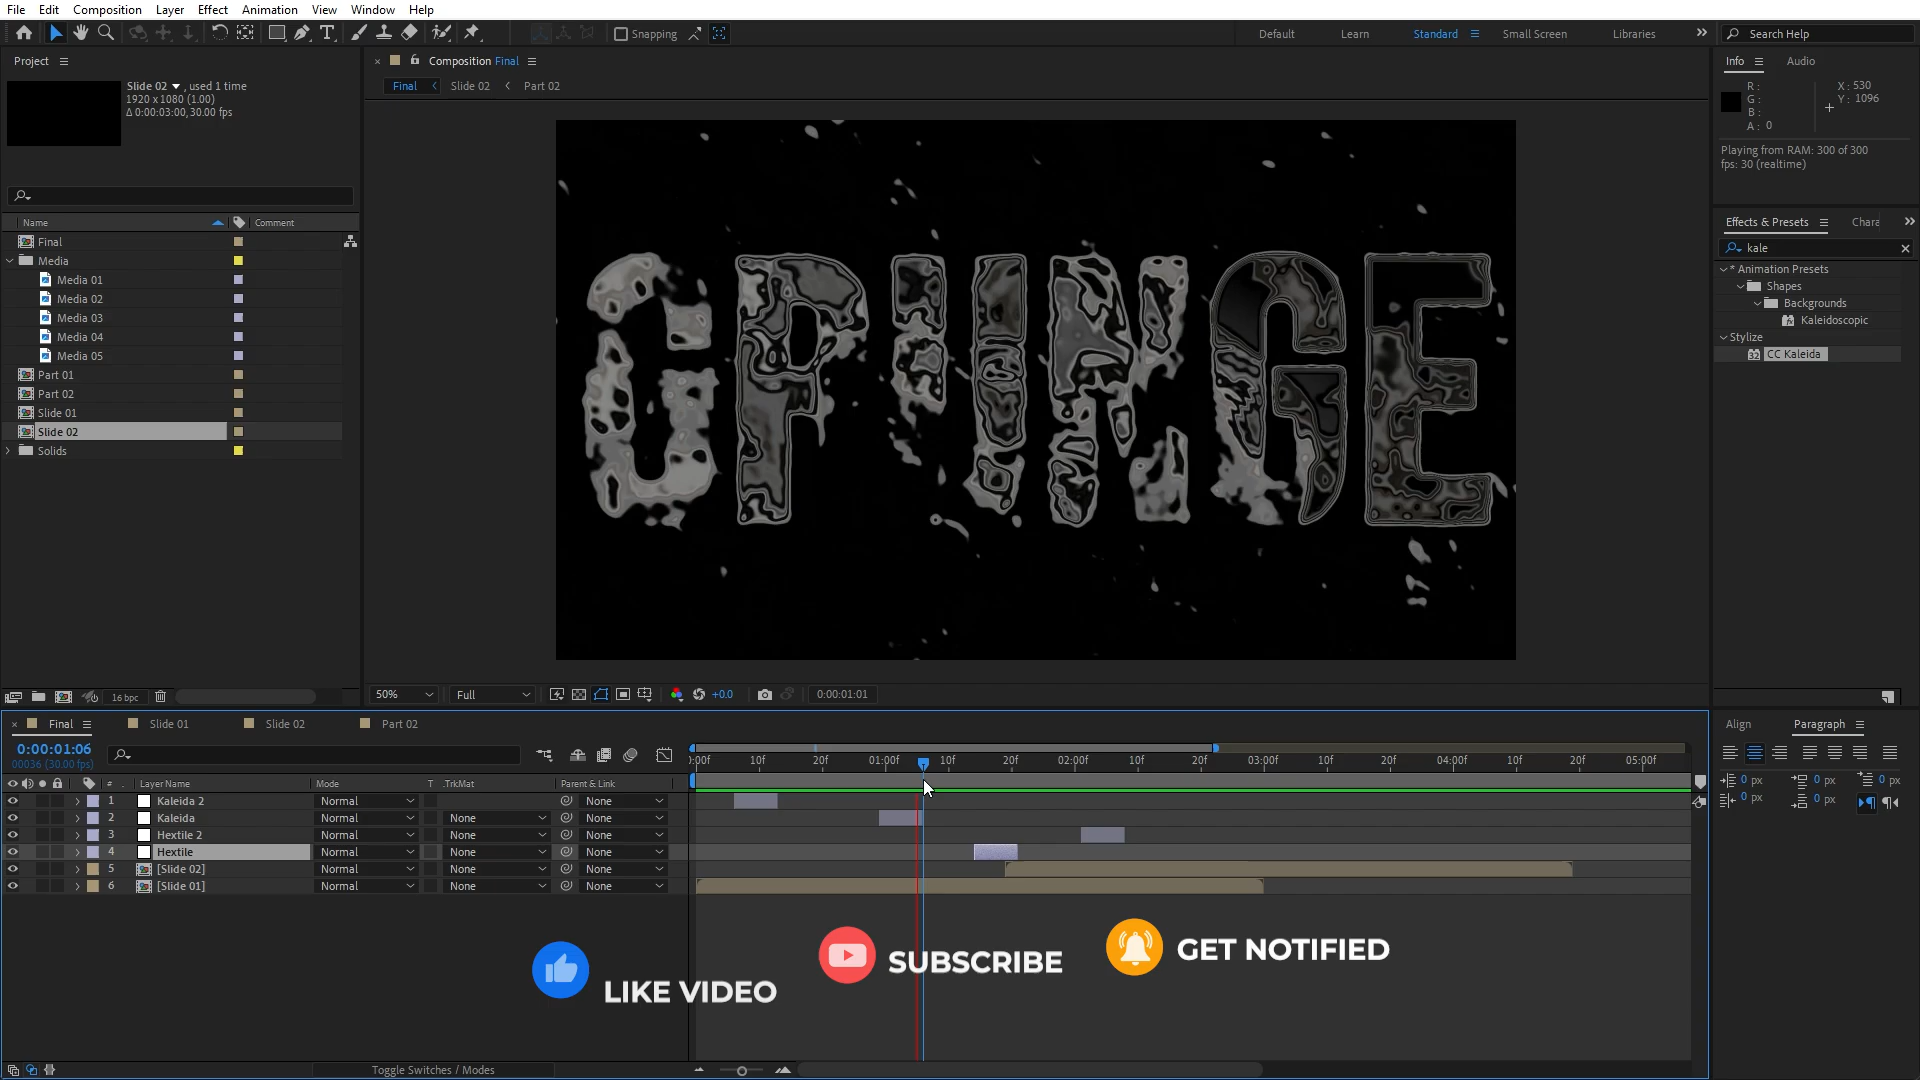 File Edit Composition Layer Effect Animation View Window Help
Snapping
Default Learn Standard Small Screen Libraries
Search Help
Project
Slide 02 , used 1 time
1920 x 1080 (1.00)
Δ 0:00:03:00, 30.00 fps
Name Comment
Final
Media
Media 01
Media 02
Media 03
Media 04
Media 05
Part 01
Part 02
Slide 01
Slide 02
Solids
16 bpc
Composition Final
Final Slide 02 Part 02
50% Full +0.0 0:00:01:01
Info Audio
R :
G :
B :
A : 0
X : 530
Y : 1096
Playing from RAM: 300 of 300
fps: 30 (realtime)
Effects & Presets Chara
kale
* Animation Presets
Shapes
Backgrounds
Kaleidoscopic
Stylize
CC Kaleida
Final Slide 01 Slide 02 Part 02
0:00:01:06
00036 (30.00 fps)
:00f 10f 20f 01:00f 10f 20f 02:00f 10f 20f 03:00f 10f 20f 04:00f 10f 20f 05:00f
# Layer Name Mode T .TrkMat Parent & Link
1 Kaleida 2 Normal None
2 Kaleida Normal None None
3 Hextile 2 Normal None None
4 Hextile Normal None None
5 [Slide 02] Normal None None
6 [Slide 01] Normal None None
LIKE VIDEO
SUBSCRIBE
GET NOTIFIED
Toggle Switches / Modes
Align Paragraph
0 px 0 px 0 px
0 px 0 px